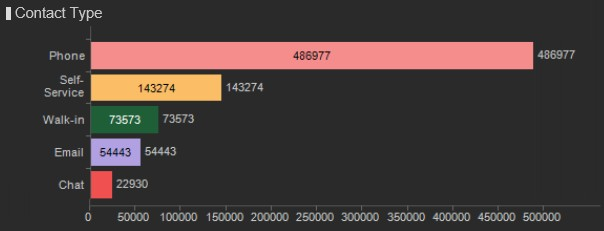 Contact Type
Phone 486977 486977
Self-
Service 143274 143274
Walk-in 73573 73573
Email 54443 54443
Chat 22930
0 50000 100000 150000 200000 250000 300000 350000 400000 450000 500000